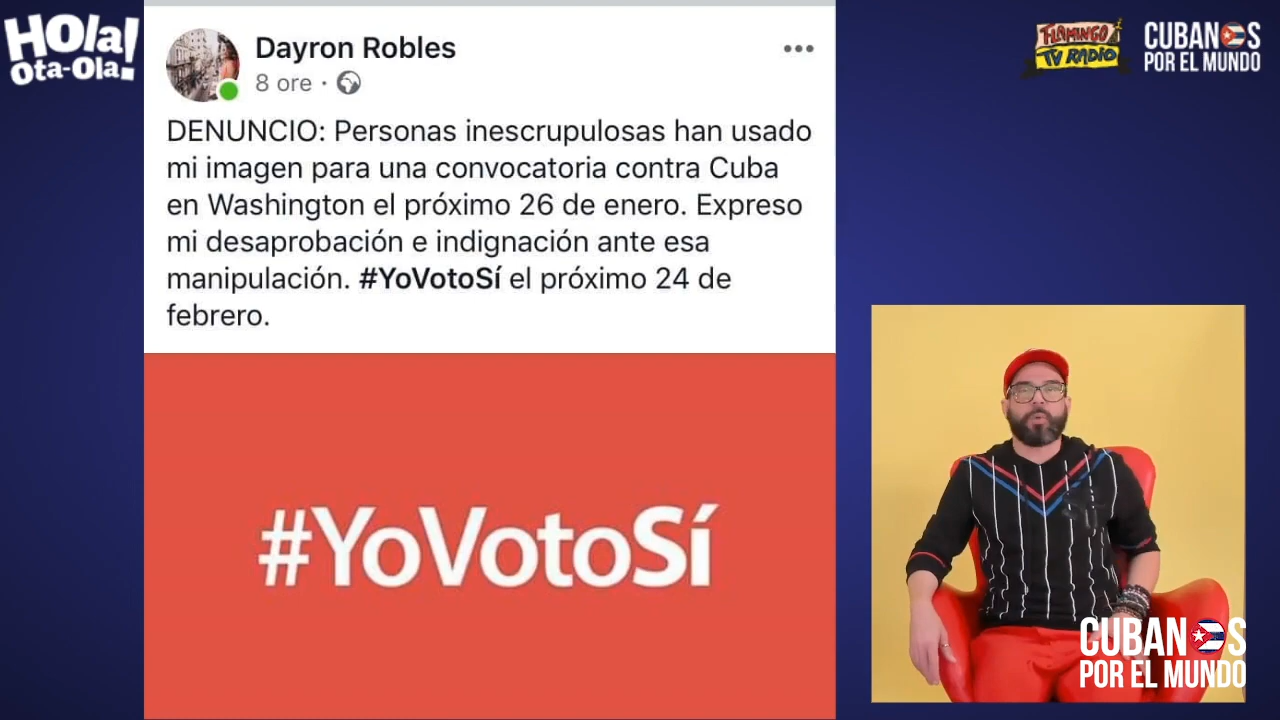 Hola!
Ota-Ola!
Dayron Robles
8 ore ·
DENUNCIO: Personas inescrupulosas han usado
mi imagen para una convocatoria contra Cuba
en Washington el próximo 26 de enero. Expreso
mi desaprobación e indignación ante esa
manipulación. #YoVotoSí el próximo 24 de
febrero.
#YoVotoSí
FLAMINGO
TV RADIO
CUBANOS
POR EL MUNDO
CUBANOS
POR EL MUNDO